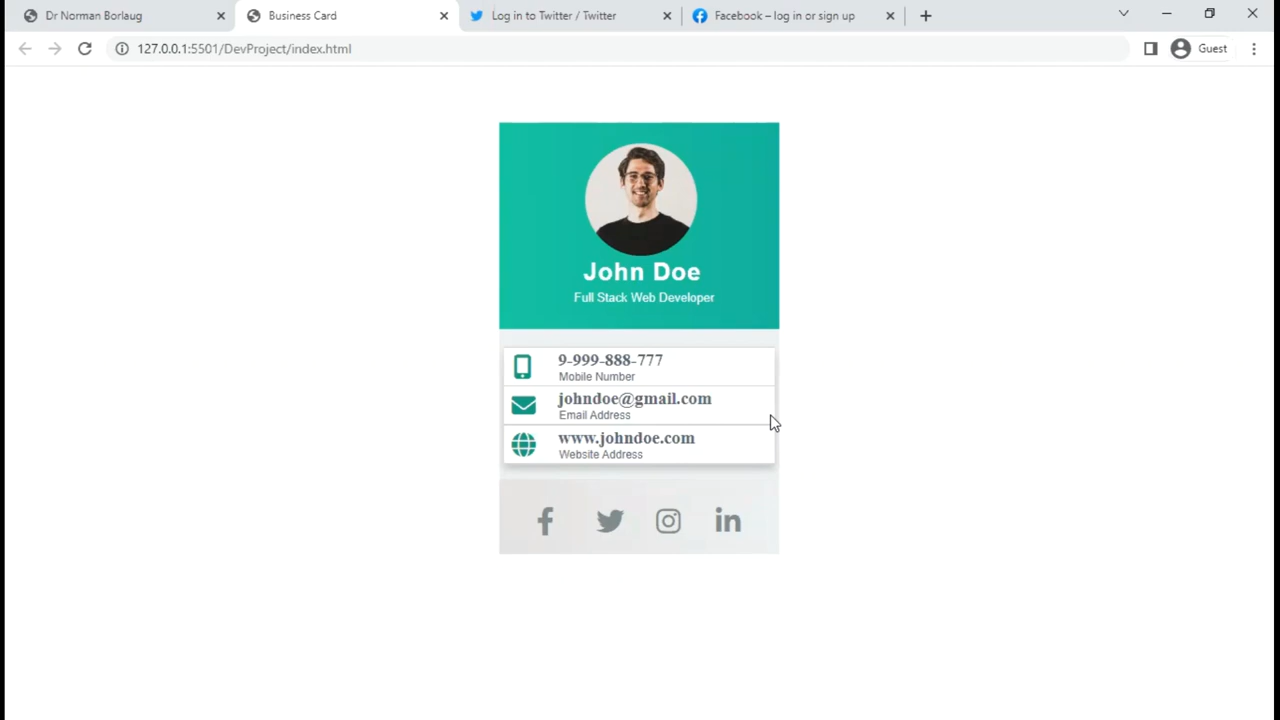 Dr Norman Borlaug
Business Card
Log in to Twitter / Twitter
Facebook – log in or sign up
127.0.0.1:5501/DevProject/index.html
Guest
John Doe
Full Stack Web Developer
9-999-888-777
Mobile Number
johndoe@gmail.com
Email Address
www.johndoe.com
Website Address